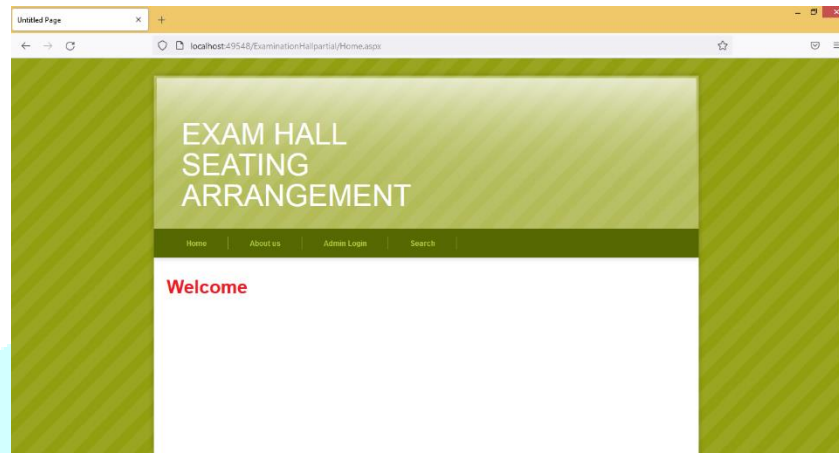 Untitled Page
localhost:49548/ExaminationHallpartial/Home.aspx
EXAM HALL
SEATING
ARRANGEMENT
Home About us Admin Login Search
Welcome